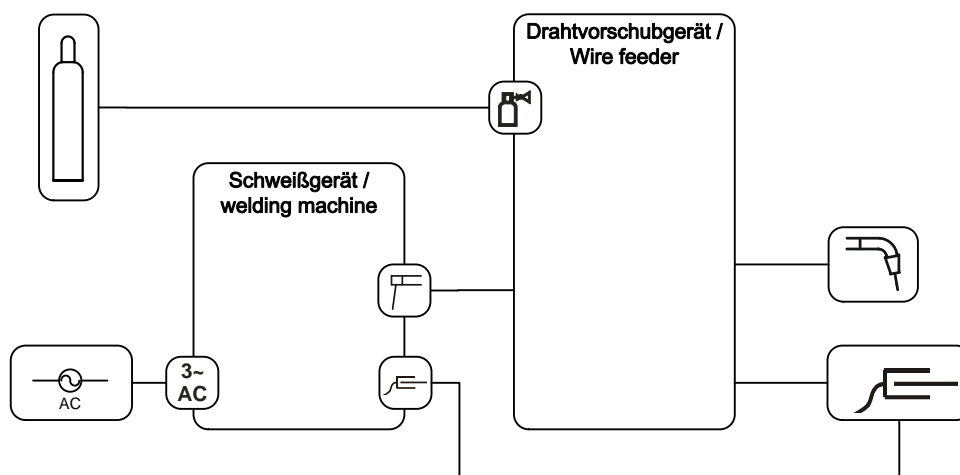 Drahtvorschubgerät /
Wire feeder
Schweißgerät /
welding machine
3~
AC
AC